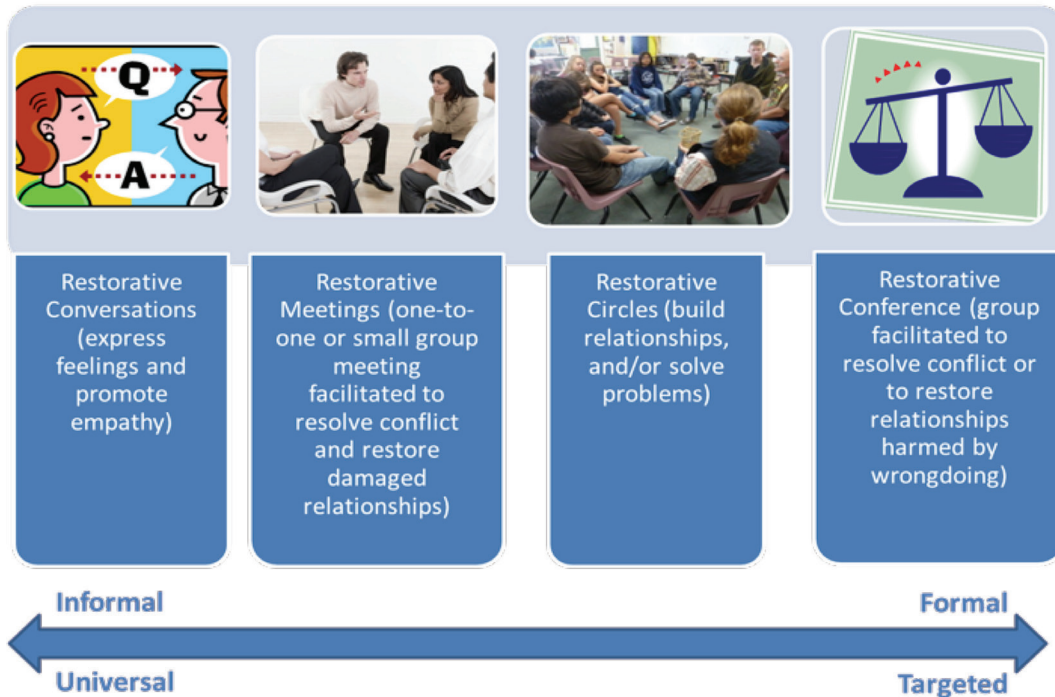 Q
A
Restorative
Conversations
(express
feelings and
promote
empathy)
Restorative
Meetings (one-to-
one or small group
meeting
facilitated to
resolve conflict
and restore
damaged
relationships)
Restorative
Circles (build
relationships,
and/or solve
problems)
Restorative
Conference (group
facilitated to
resolve conflict or
to restore
relationships
harmed by
wrongdoing)
Informal
Formal
Universal
Targeted